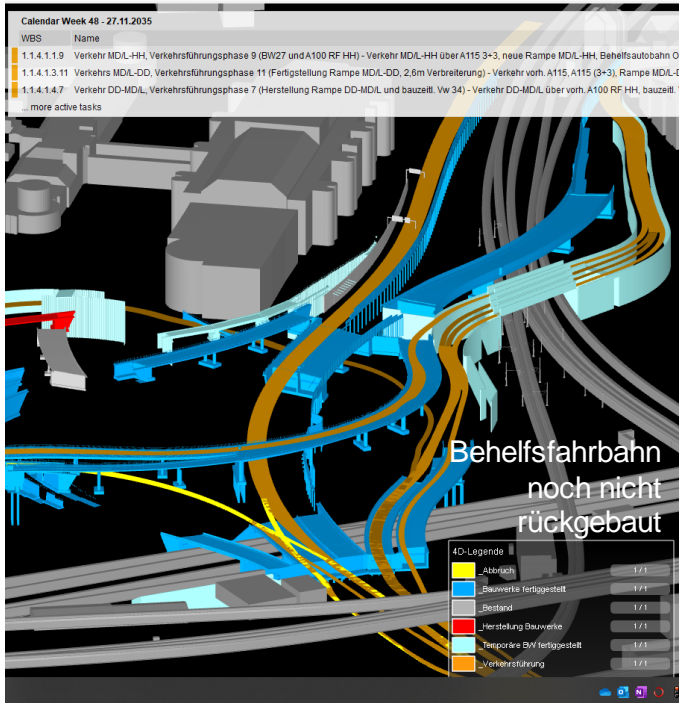 Calendar Week 48 - 27.11.2035
WBS Name
1.1.4.1.1.9 Verkehr MD/L-HH, Verkehrsführungsphase 9 (BW27 und A100 RF HH) - Verkehr MD/L-HH über A115 3+3, neue Rampe MD/L-HH, Behelfsautobahn O
1.1.4.1.3.11 Verkehrs MD/L-DD, Verkehrsführungsphase 11 (Fertigstellung Rampe MD/L-DD, 2,6m Verbreiterung) - Verkehr vorh. A115, A115 (3+3), Rampe MD/L-D
1.1.4.1.4.7 Verkehr DD-MD/L, Verkehrsführungsphase 7 (Herstellung Rampe DD-MD/L und bauzeitl. Vw 34) - Verkehr DD-MD/L über vorh. A100 RF HH, bauzeitl.
... more active tasks
Behelfsfahrbahn
noch nicht
rückgebaut
4D-Legende
_Abbruch 1 / 1
_Bauwerke fertiggestellt 1 / 1
_Bestand 1 / 1
_Herstellung Bauwerke 1 / 1
_Temporäre BW fertiggestellt 1 / 1
_Verkehrsführung 1 / 1